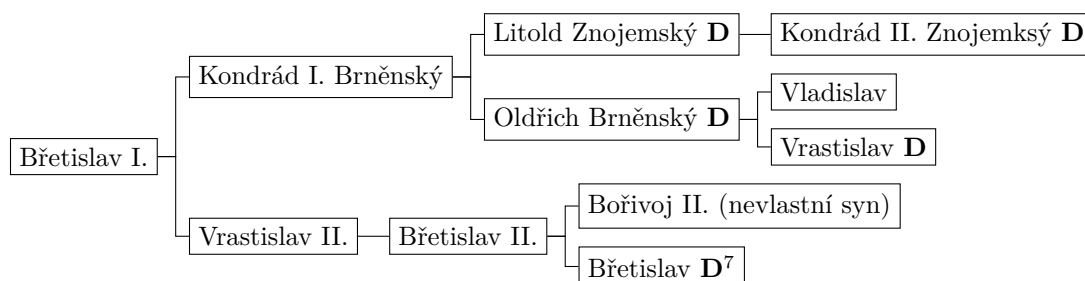 Litold Znojemský D
Kondrád II. Znojemksý D
Kondrád I. Brněnský
Vladislav
Oldřich Brněnský D
Vrastislav D
Břetislav I.
Bořivoj II. (nevlastní syn)
Vrastislav II.
Břetislav II.
Břetislav D⁷